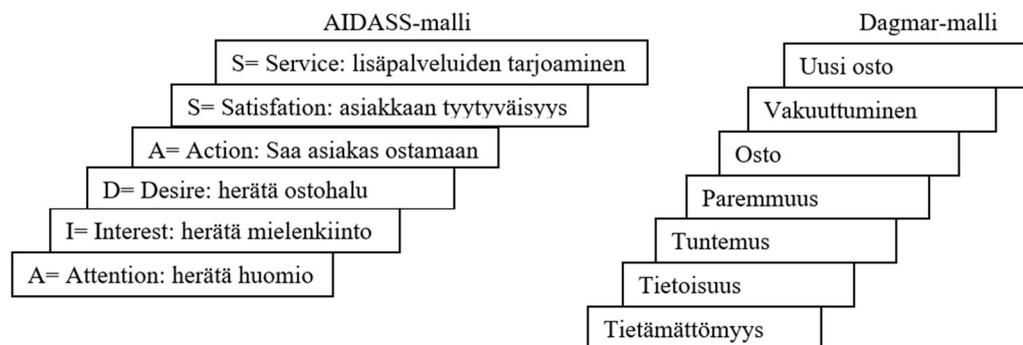 AIDASS-malli
S= Service: lisäpalveluiden tarjoaminen
S= Satisfation: asiakkaan tyytyväisyys
A= Action: Saa asiakas ostamaan
D= Desire: herätä ostohalu
I= Interest: herätä mielenkiinto
A= Attention: herätä huomio
Dagmar-malli
Uusi osto
Vakuuttuminen
Osto
Paremmuus
Tuntemus
Tietoisuus
Tietämättömyys